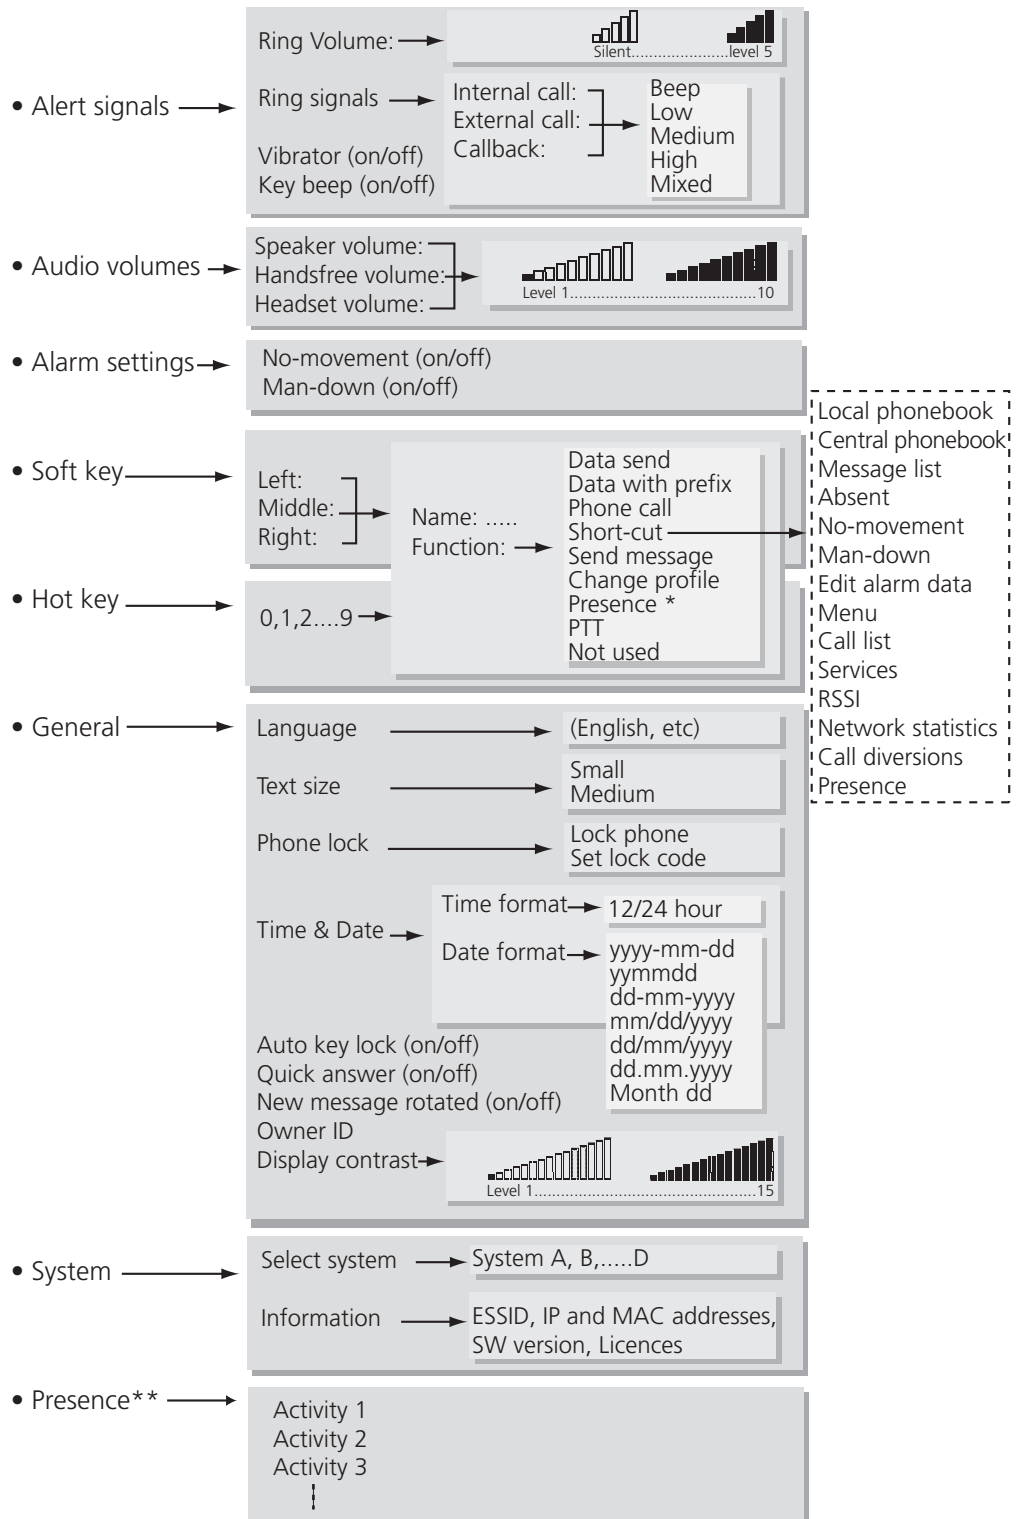 • Alert signals
Ring Volume:
Silent......................level 5
Ring signals
Internal call:
External call:
Callback:
Beep
Low
Medium
High
Mixed
Vibrator (on/off)
Key beep (on/off)
• Audio volumes
Speaker volume:
Handsfree volume:
Headset volume:
Level 1..........................................10
• Alarm settings
No-movement (on/off)
Man-down (on/off)
• Soft key
Left:
Middle:
Right:
Name: .....
Function:
Data send
Data with prefix
Phone call
Short-cut
Send message
Change profile
Presence *
PTT
Not used
Local phonebook
Central phonebook
Message list
Absent
No-movement
Man-down
Edit alarm data
Menu
Call list
Services
RSSI
Network statistics
Call diversions
Presence
• Hot key
0,1,2....9
• General
Language
(English, etc)
Text size
Small
Medium
Phone lock
Lock phone
Set lock code
Time & Date
Time format
12/24 hour
Date format
yyyy-mm-dd
yymmdd
dd-mm-yyyy
mm/dd/yyyy
dd/mm/yyyy
dd.mm.yyyy
Month dd
Auto key lock (on/off)
Quick answer (on/off)
New message rotated (on/off)
Owner ID
Display contrast
Level 1...................................................15
• System
Select system
System A, B,.....D
Information
ESSID, IP and MAC addresses,
SW version, Licences
• Presence**
Activity 1
Activity 2
Activity 3